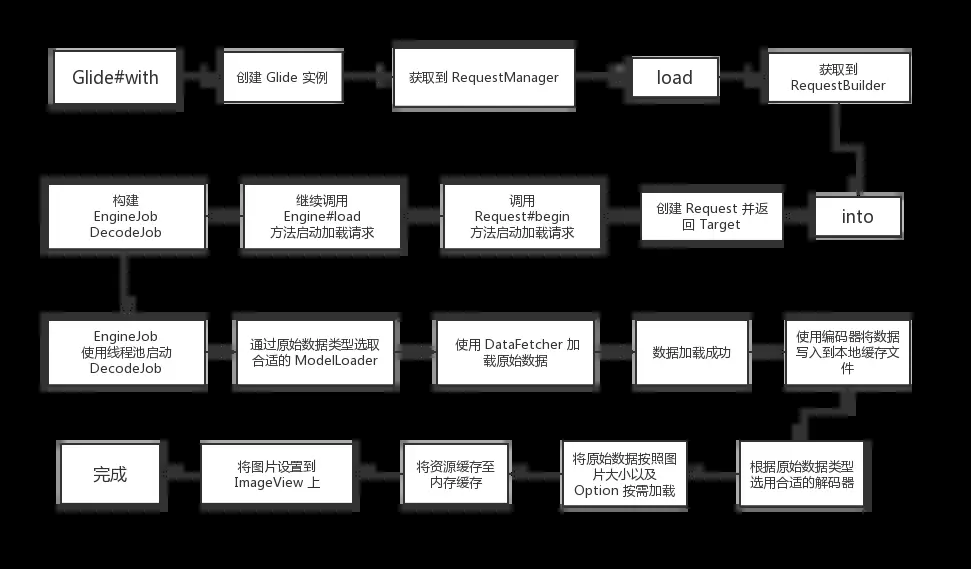 Glide#with
创建 Glide 实例
获取到 RequestManager
load
获取到
RequestBuilder
into
创建 Request 并返
回 Target
调用
Request#begin
方法启动加载请求
继续调用
Engine#load
方法启动加载请求
构建
EngineJob
DecodeJob
EngineJob
使用线程池启动
DecodeJob
通过原始数据类型选取
合适的 ModelLoader
使用 DataFetcher 加
载原始数据
数据加载成功
使用编码器将数据
写入到本地缓存文
件
根据原始数据类型
选用合适的解码器
将原始数据按照图
片大小以及
Option 按需加载
将资源缓存至
内存缓存
将图片设置到
ImageView 上
完成